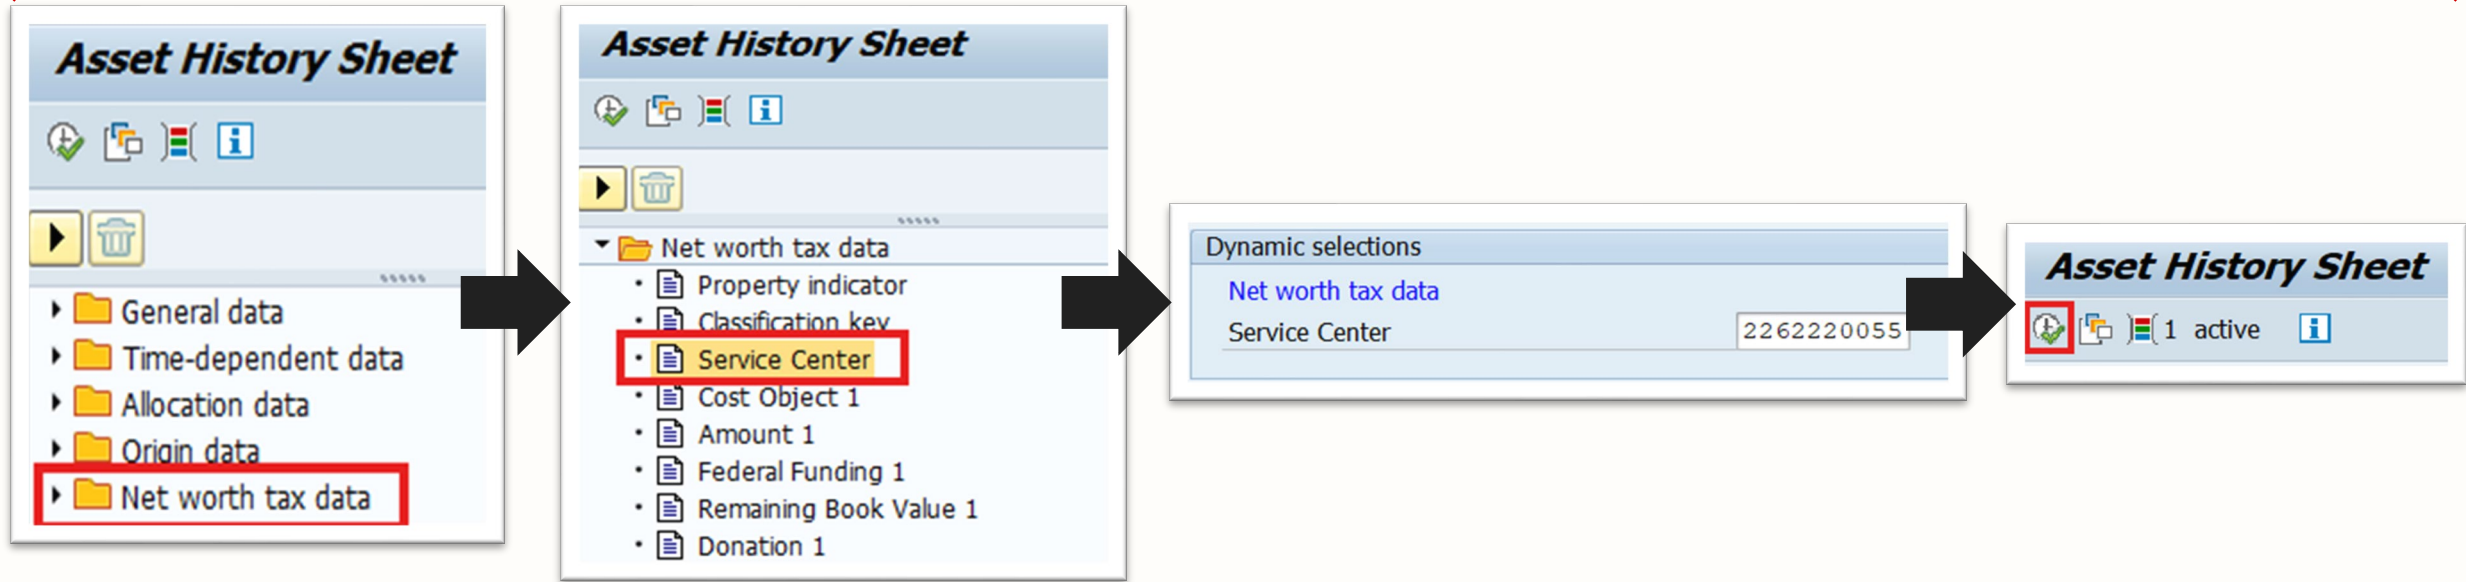 Asset History Sheet
General data
Time-dependent data
Allocation data
Origin data
Net worth tax data
Asset History Sheet
Net worth tax data
Property indicator
Classification key
Service Center
Cost Object 1
Amount 1
Federal Funding 1
Remaining Book Value 1
Donation 1
Dynamic selections
Net worth tax data
Service Center 2262220055
Asset History Sheet
1 active